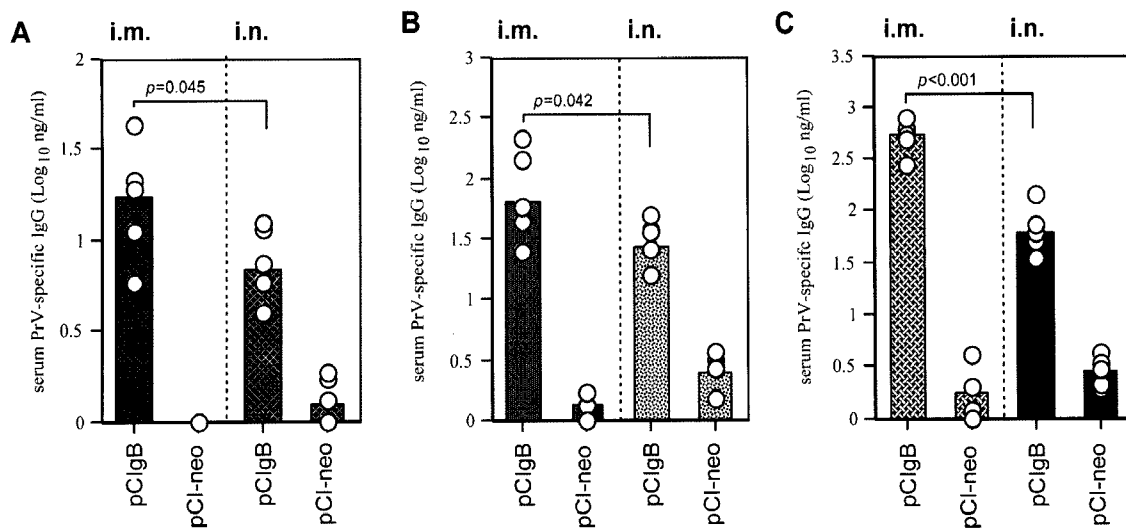 A
i.m.
i.n.
serum PrV-specific IgG (Log10 ng/ml)
2
1.5
1
0.5
0
p=0.045
pCIgB
pCI-neo
pCIgB
pCI-neo
B
i.m.
i.n.
serum PrV-specific IgG (Log10 ng/ml)
3
2.5
2
1.5
1
0.5
0
p=0.042
pCIgB
pCI-neo
pCIgB
pCI-neo
C
i.m.
i.n.
serum PrV-specific IgG (Log10 ng/ml)
3.5
3
2.5
2
1.5
1
0.5
0
p<0.001
pCIgB
pCI-neo
pCIgB
pCI-neo